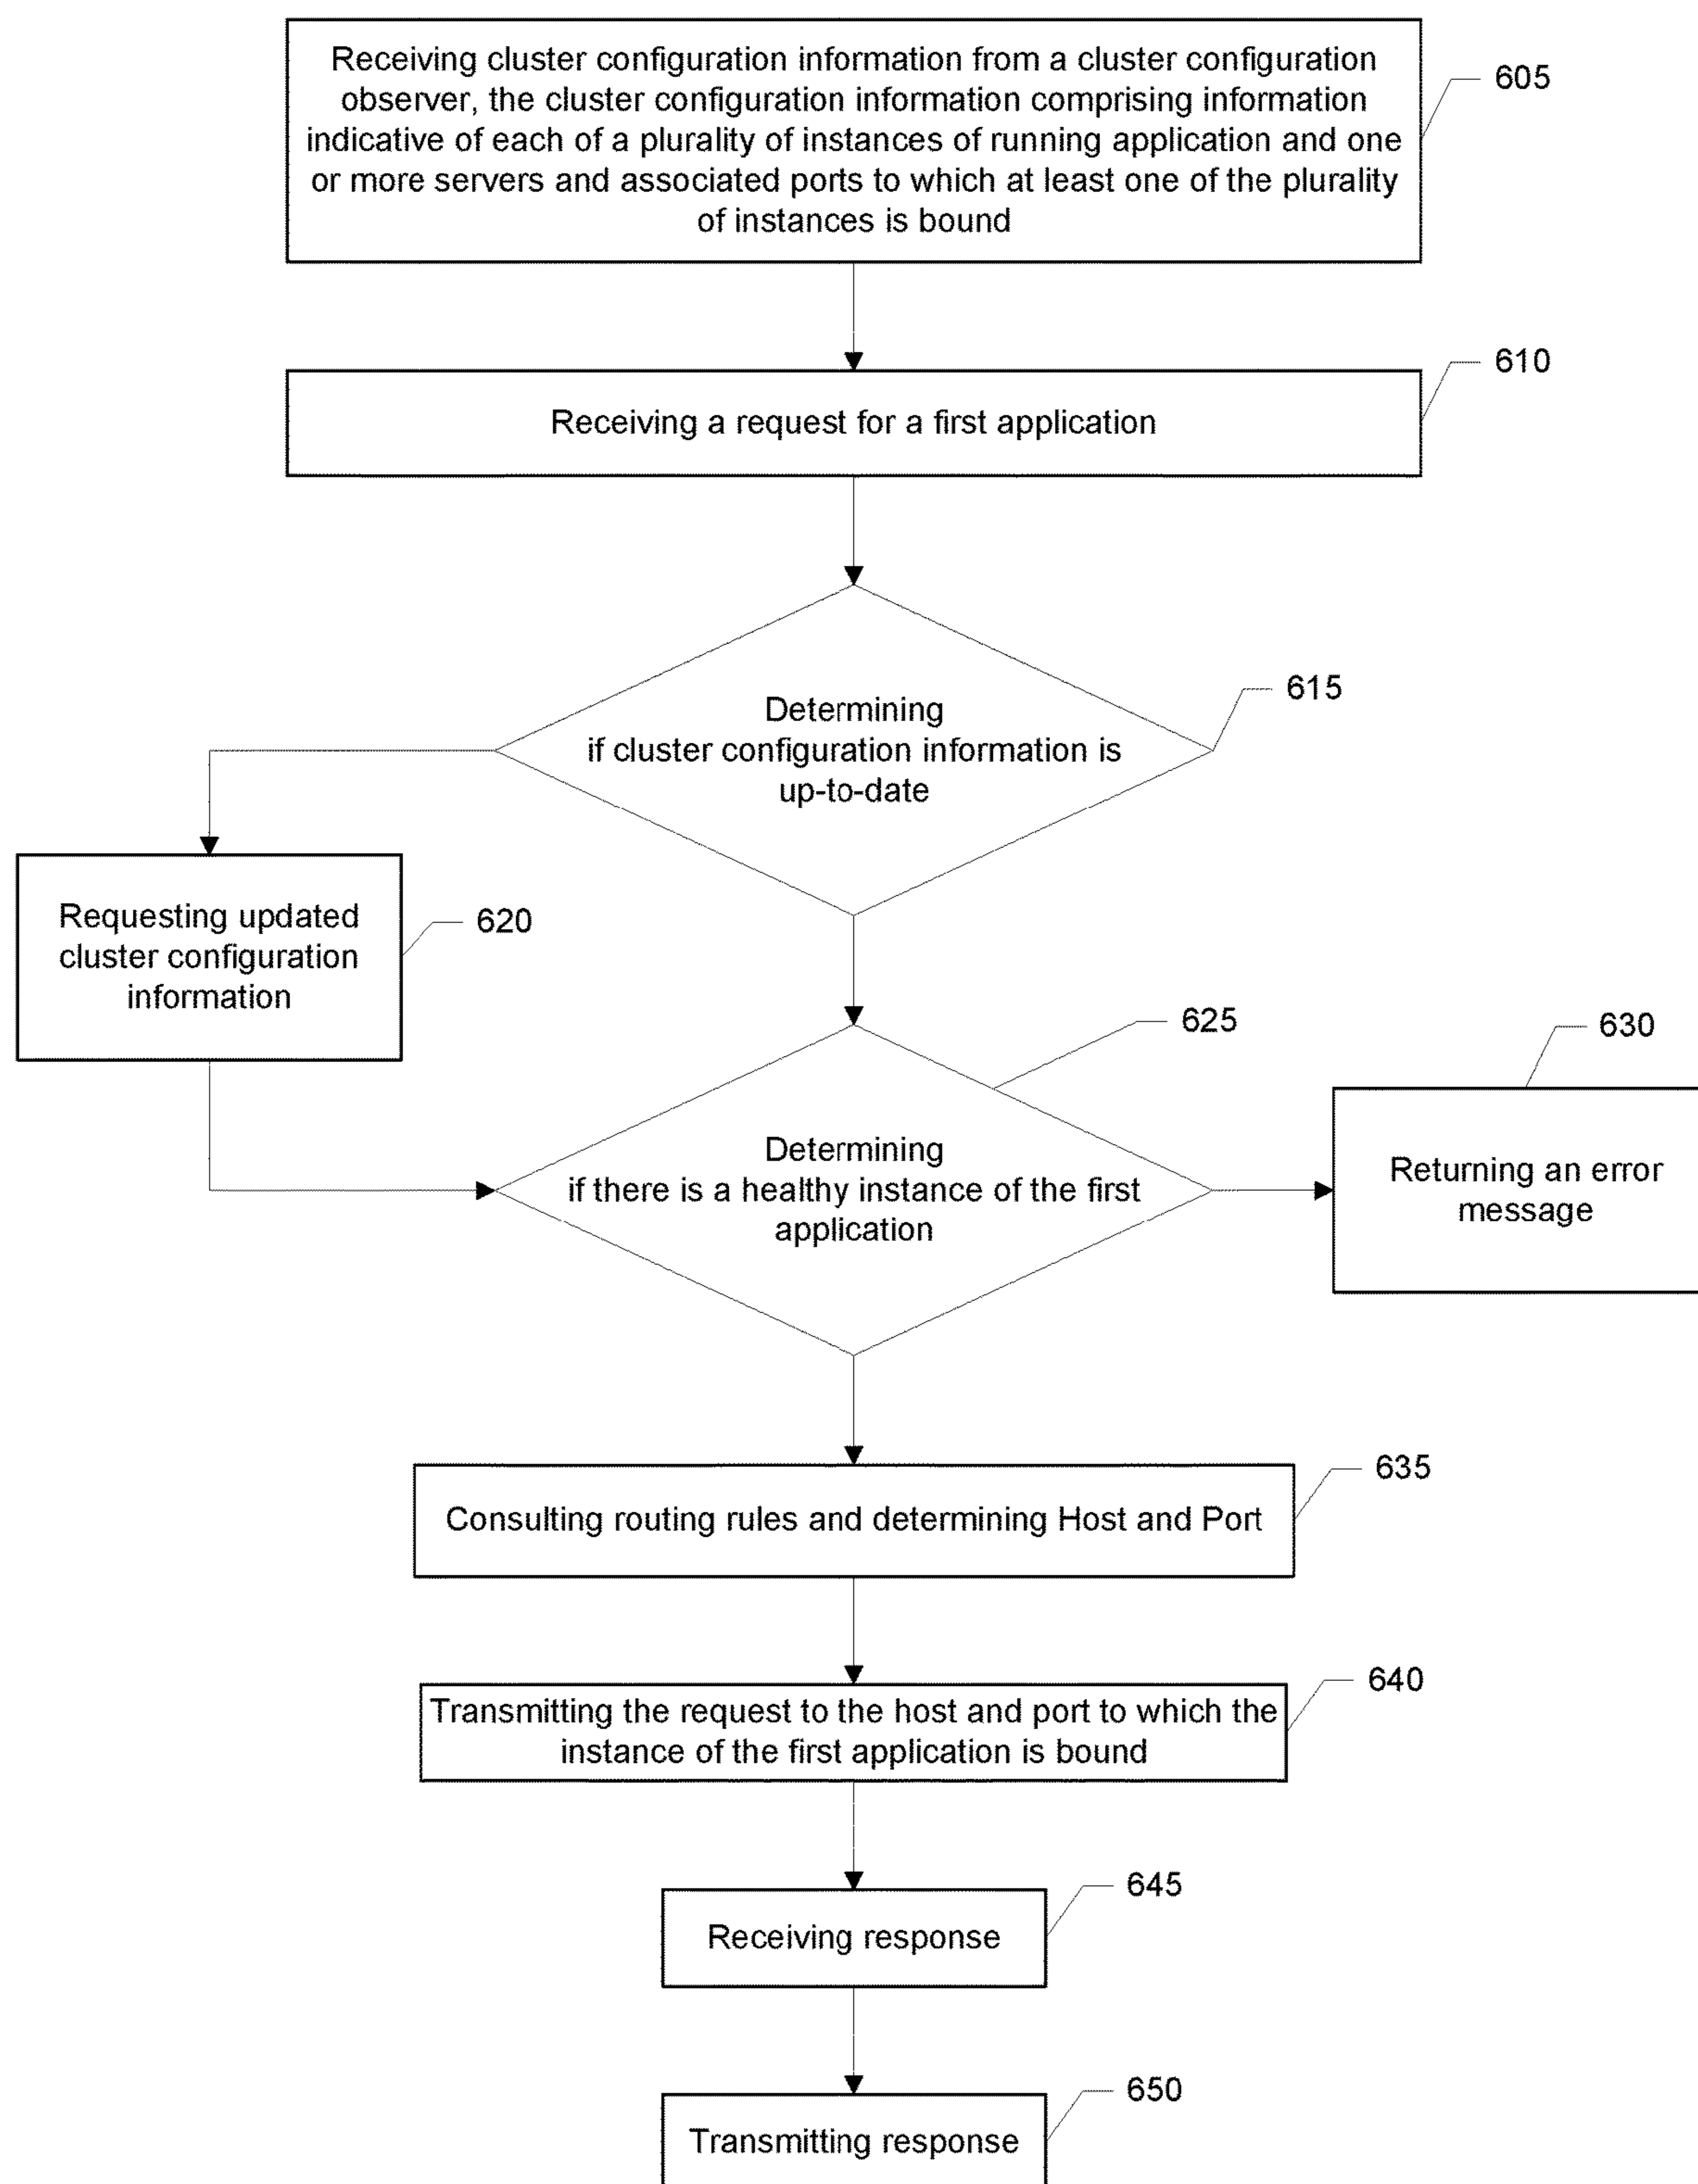 Receiving cluster configuration information from a cluster configuration
observer, the cluster configuration information comprising information
indicative of each of a plurality of instances of running application and one
or more servers and associated ports to which at least one of the plurality
of instances is bound
605
610
Receiving a request for a first application
615
Determining
if cluster configuration information is
up-to-date
Requesting updated
cluster configuration
information
620
625
630
Determining
if there is a healthy instance of the first
application
Returning an error
message
635
Consulting routing rules and determining Host and Port
640
Transmitting the request to the host and port to which the
instance of the first application is bound
645
Receiving response
650
Transmitting response